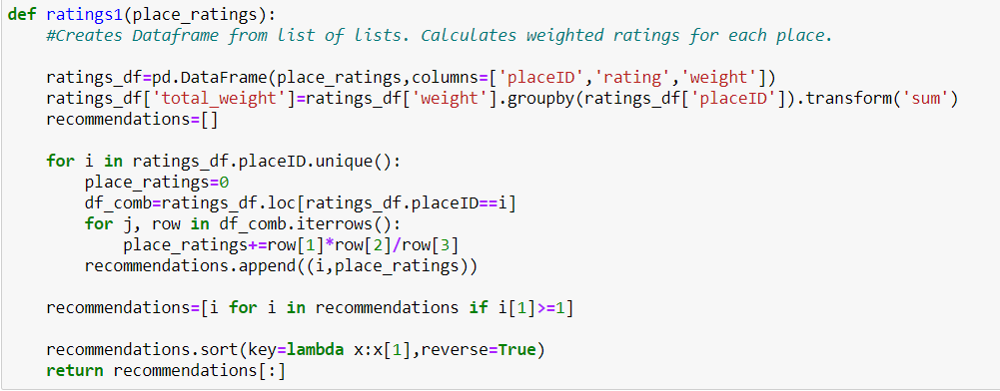 def ratings1(place_ratings):
    #Creates Dataframe from list of lists. Calculates weighted ratings for each place.

    ratings_df=pd.DataFrame(place_ratings,columns=['placeID','rating','weight'])
    ratings_df['total_weight']=ratings_df['weight'].groupby(ratings_df['placeID']).transform('sum')
    recommendations=[]

    for i in ratings_df.placeID.unique():
        place_ratings=0
        df_comb=ratings_df.loc[ratings_df.placeID==i]
        for j, row in df_comb.iterrows():
            place_ratings+=row[1]*row[2]/row[3]
        recommendations.append((i,place_ratings))

    recommendations=[i for i in recommendations if i[1]>=1]

    recommendations.sort(key=lambda x:x[1],reverse=True)
    return recommendations[:]